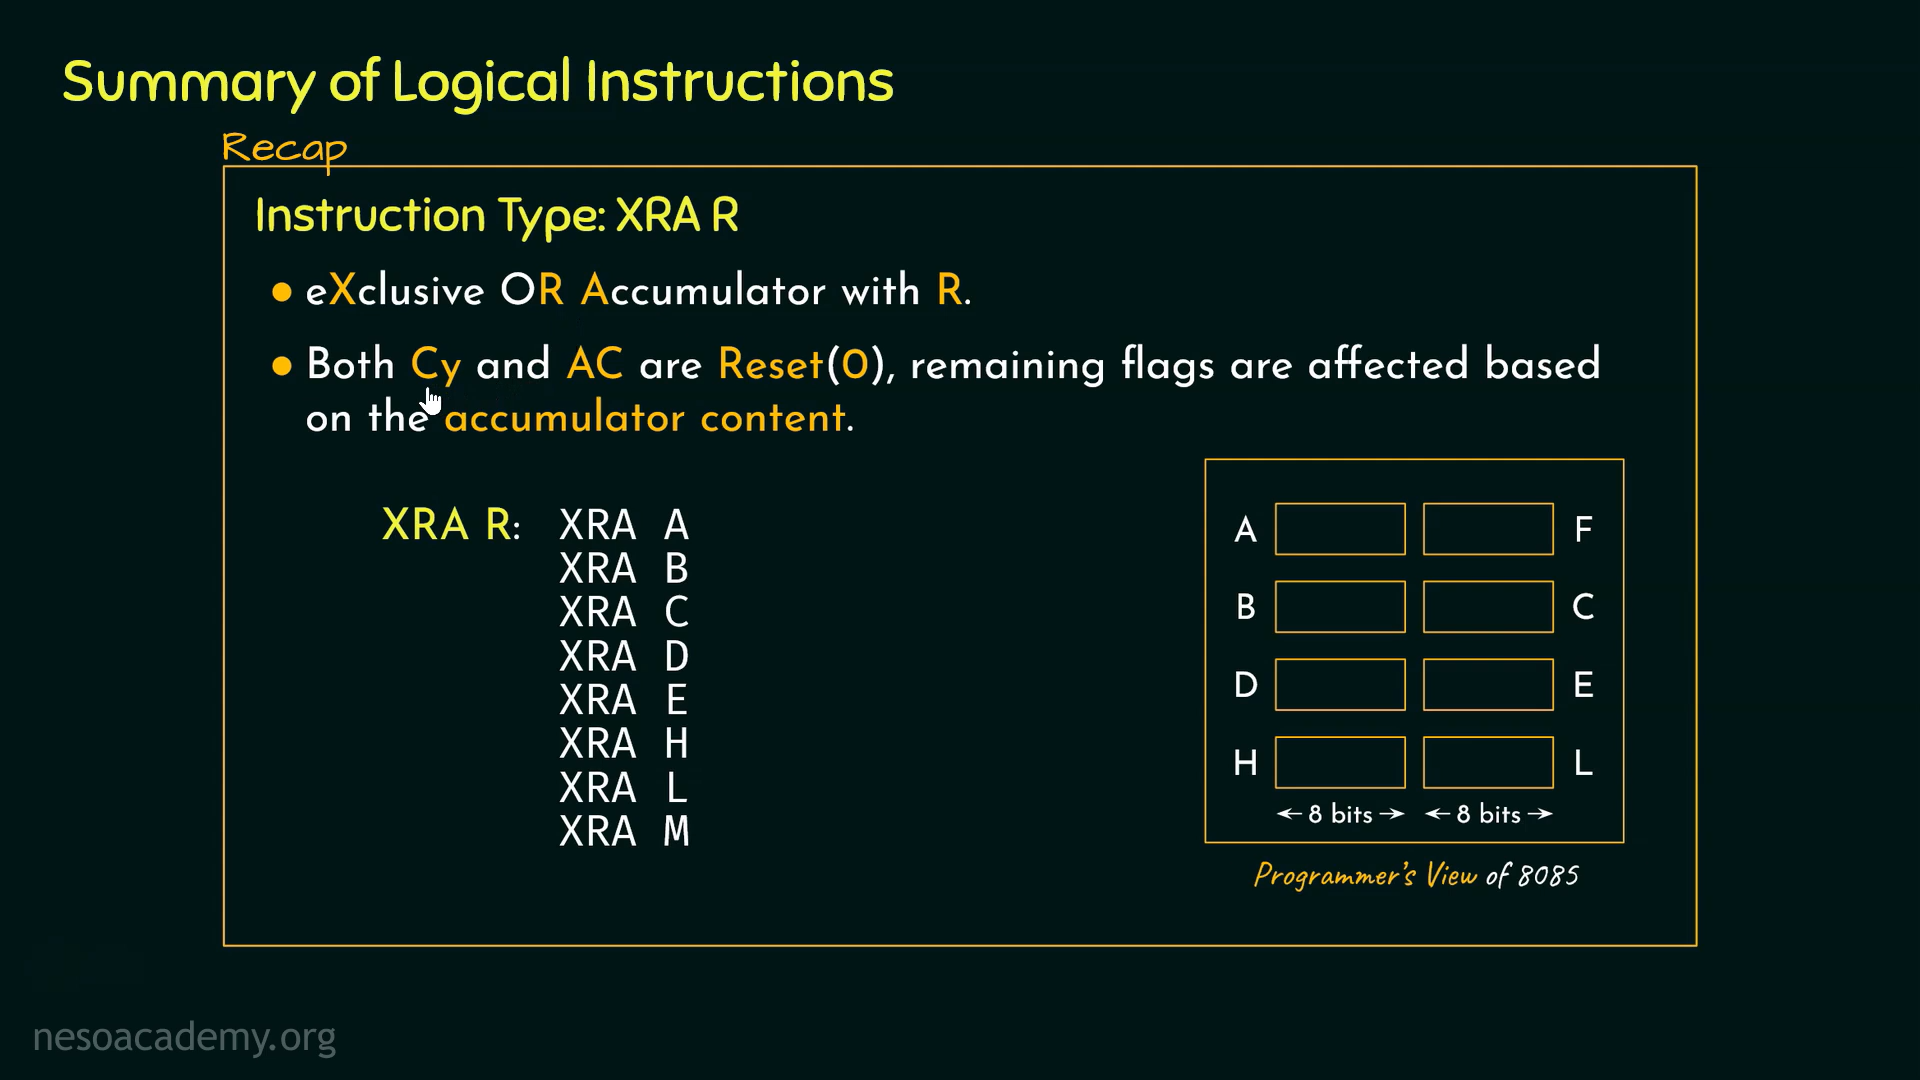 Summary of Logical Instructions
Recap
Instruction Type: XRA R
● eXclusive OR Accumulator with R.
● Both Cy and AC are Reset(0), remaining flags are affected based
on the accumulator content.
XRA R: XRA A
XRA B
XRA C
XRA D
XRA E
XRA H
XRA L
XRA M
A F
B C
D E
H L
← 8 bits → ← 8 bits →
Programmer's View of 8085
nesoacademy.org